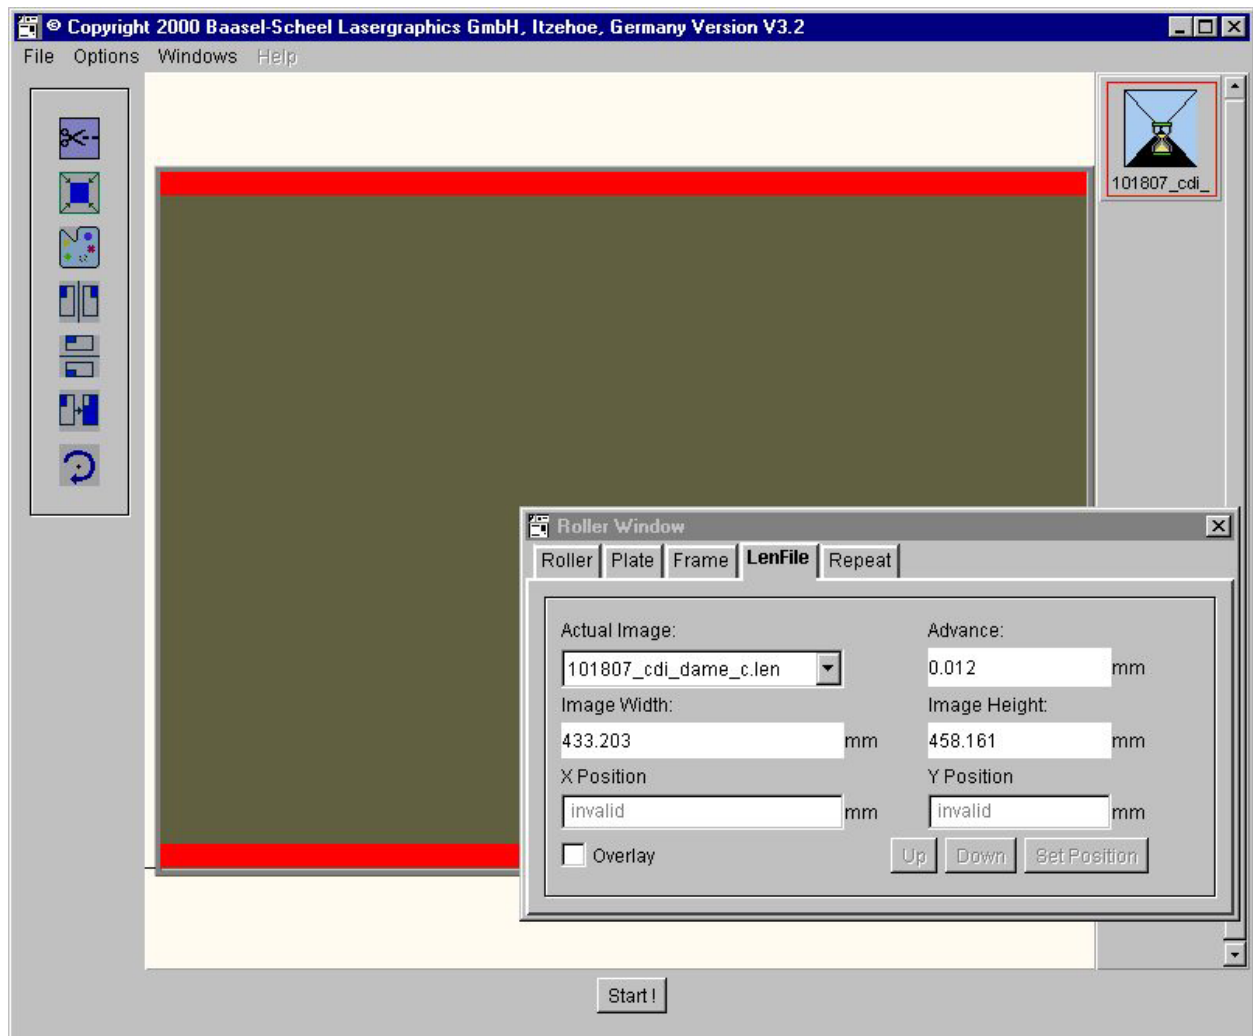 © Copyright 2000 Baasel-Scheel Lasergraphics GmbH, Itzehoe, Germany Version V3.2
File Options Windows Help
101807_cdi_
Roller Window
Roller Plate Frame LenFile Repeat
Actual Image: Advance:
101807_cdi_dame_c.len 0.012 mm
Image Width: Image Height:
433.203 mm 458.161 mm
X Position Y Position
invalid mm invalid mm
Overlay Up Down Set Position
Start !